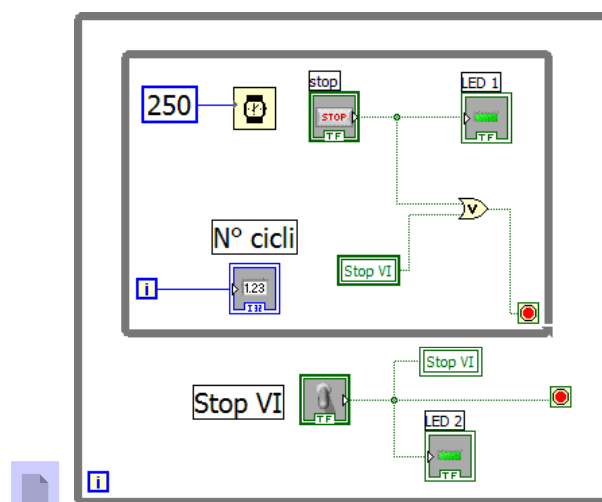 250
stop
STOP
TF
LED 1
TF
V
N° cicli
1.23
I32
i
Stop VI
Stop VI
Stop VI
TF
LED 2
TF
i